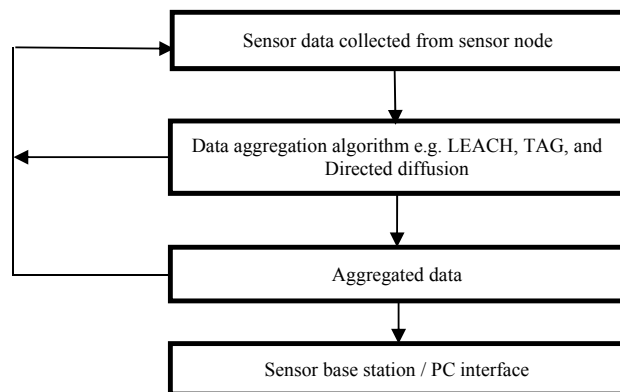 Sensor data collected from sensor node
Data aggregation algorithm e.g. LEACH, TAG, and
Directed diffusion
Aggregated data
Sensor base station / PC interface